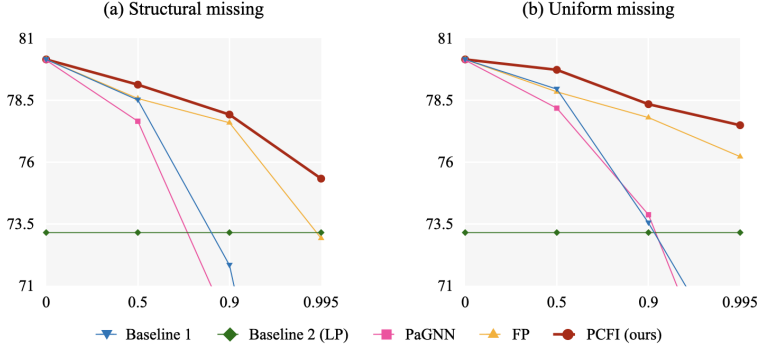 (a) Structural missing
(b) Uniform missing
81
78.5
76
73.5
71
0 0.5 0.9 0.995
81
78.5
76
73.5
71
0 0.5 0.9 0.995
Baseline 1 Baseline 2 (LP) PaGNN FP PCFI (ours)